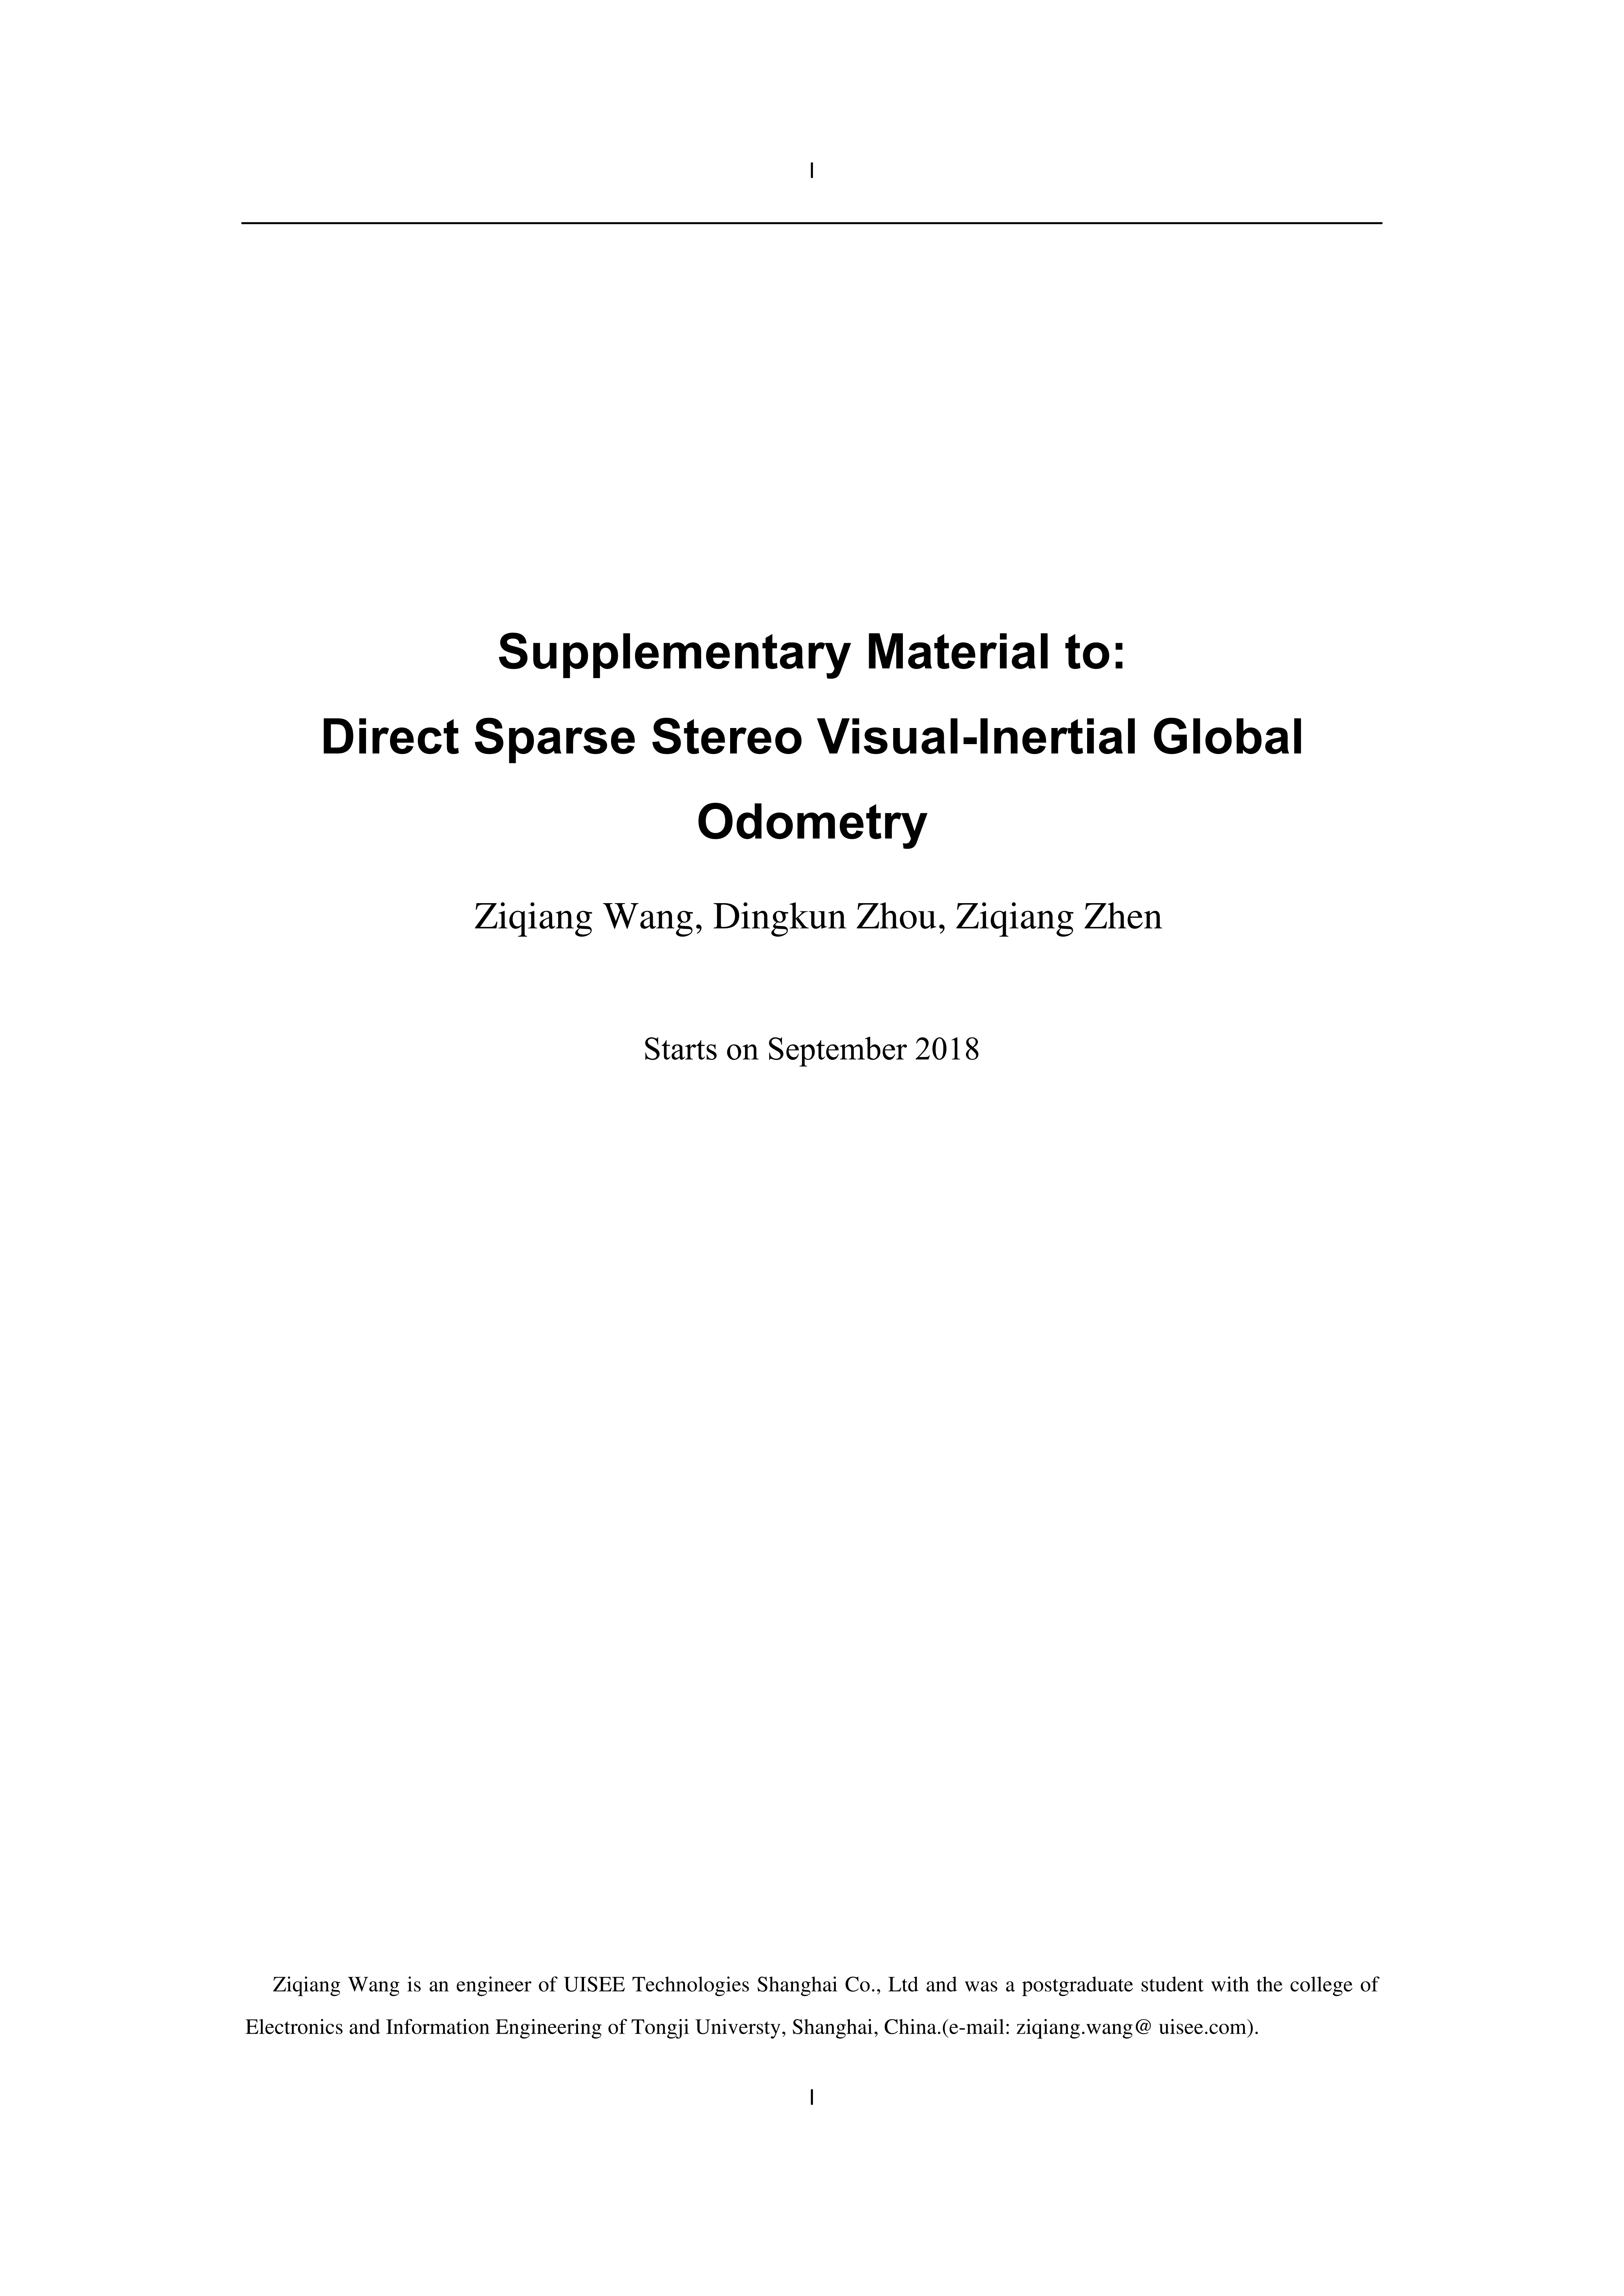 I
Supplementary Material to:
Direct Sparse Stereo Visual-Inertial Global
Odometry
Ziqiang Wang, Dingkun Zhou, Ziqiang Zhen
Starts on September 2018
Ziqiang Wang is an engineer of UISEE Technologies Shanghai Co., Ltd and was a postgraduate student with the college of
Electronics and Information Engineering of Tongji Universty, Shanghai, China.(e-mail: ziqiang.wang@ uisee.com).
I